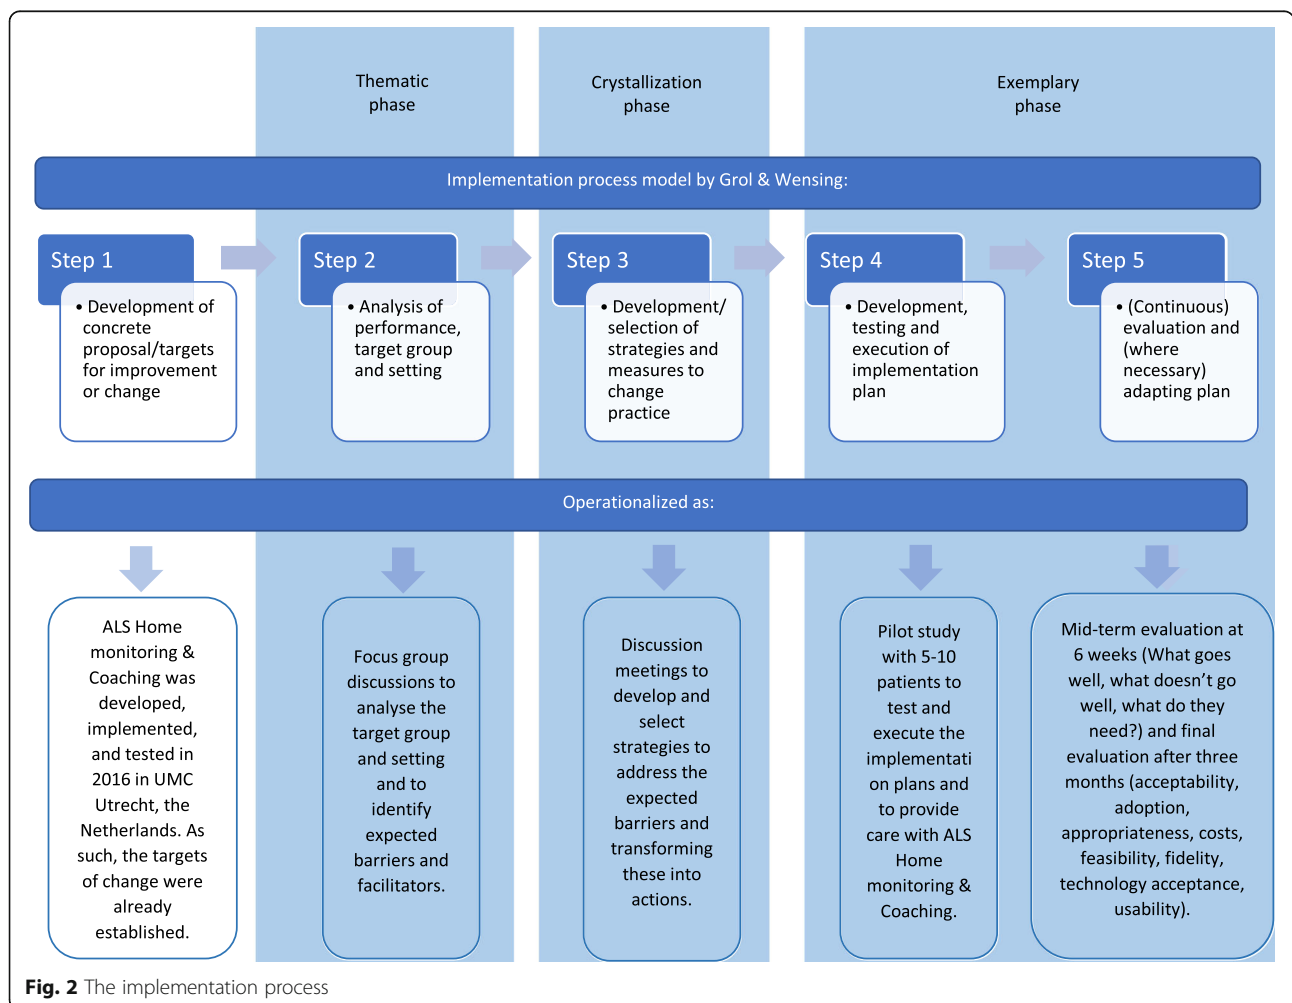 Thematic
phase
Crystallization
phase
Exemplary
phase
Implementation process model by Grol & Wensing:
Step 1
• Development of
concrete
proposal/targets
for improvement
or change
Step 2
• Analysis of
performance,
target group
and setting
Step 3
• Development/
selection of
strategies and
measures to
change
practice
Step 4
• Development,
testing and
execution of
implementation
plan
Step 5
• (Continuous)
evaluation and
(where
necessary)
adapting plan
Operationalized as:
ALS Home
monitoring &
Coaching was
developed,
implemented,
and tested in
2016 in UMC
Utrecht, the
Netherlands. As
such, the targets
of change were
already
established.
Focus group
discussions to
analyse the
target group
and setting
and to
identify
expected
barriers and
facilitators.
Discussion
meetings to
develop and
select
strategies to
address the
expected
barriers and
transforming
these into
actions.
Pilot study
with 5-10
patients to
test and
execute the
implementati
on plans and
to provide
care with ALS
Home
monitoring &
Coaching.
Mid-term evaluation at
6 weeks (What goes
well, what doesn’t go
well, what do they
need?) and final
evaluation after three
months (acceptability,
adoption,
appropriateness, costs,
feasibility, fidelity,
technology acceptance,
usability).
Fig. 2 The implementation process